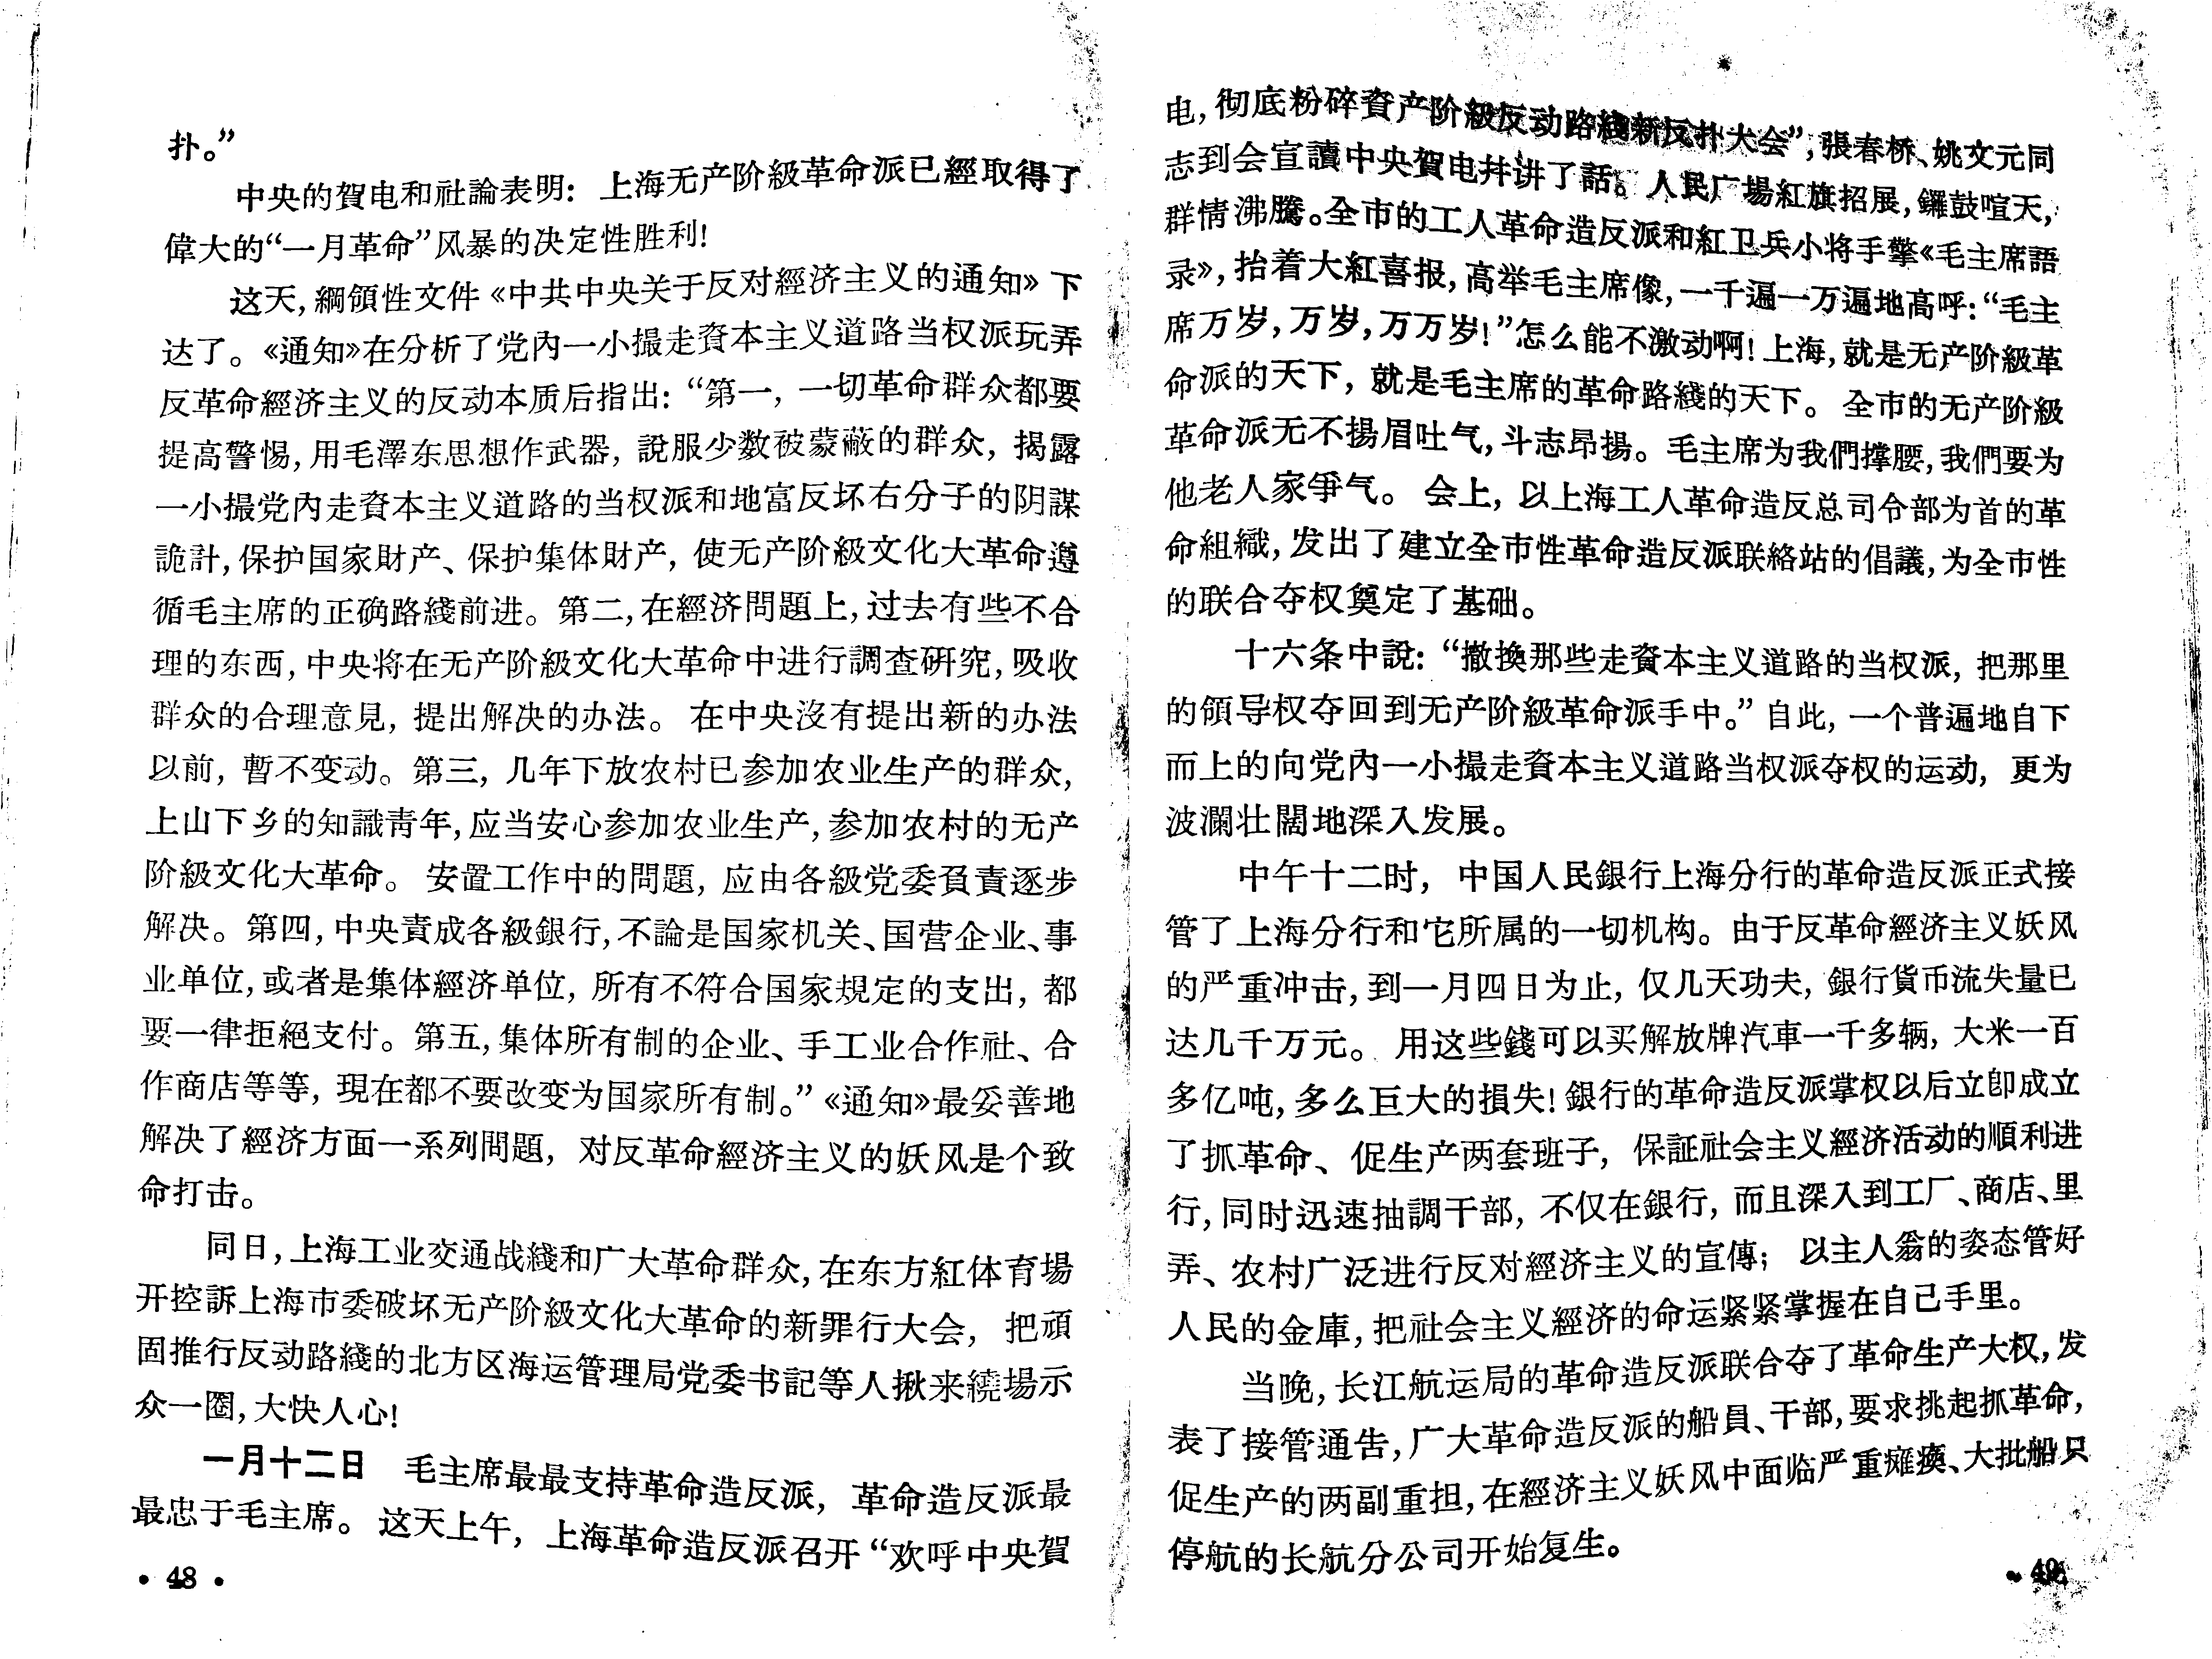 扑。”
中央的賀电和社論表明：上海无产阶級革命派已經取得了
偉大的“一月革命”风暴的决定性胜利！
这天，綱領性文件《中共中央关于反对經济主义的通知》下
达了。《通知》在分析了党內一小撮走資本主义道路当权派玩弄
反革命經济主义的反动本质后指出：“第一，一切革命群众都要
提高警惕，用毛澤东思想作武器，說服少数被蒙蔽的群众，揭露
一小撮党內走資本主义道路的当权派和地富反坏右分子的阴謀
詭計，保护国家財产、保护集体財产，使无产阶級文化大革命遵
循毛主席的正确路綫前进。第二，在經济問題上，过去有些不合
理的东西，中央将在无产阶級文化大革命中进行調查研究，吸收
群众的合理意見，提出解决的办法。在中央沒有提出新的办法
以前，暫不变动。第三，几年下放农村已参加农业生产的群众，
上山下乡的知識青年，应当安心参加农业生产，参加农村的无产
阶級文化大革命。安置工作中的問題，应由各級党委負責逐步
解决。第四，中央責成各級銀行，不論是国家机关、国营企业、事
业单位，或者是集体經济单位，所有不符合国家規定的支出，都
要一律拒絕支付。第五，集体所有制的企业、手工业合作社、合
作商店等等，現在都不要改变为国家所有制。”《通知》最妥善地
解决了經济方面一系列問題，对反革命經济主义的妖风是个致
命打击。
同日，上海工业交通战綫和广大革命群众，在东方紅体育場
开控訴上海市委破坏无产阶級文化大革命的新罪行大会，把頑
固推行反动路綫的北方区海运管理局党委书記等人揪来繞場示
众一圈，大快人心！
一月十二日　毛主席最最支持革命造反派，革命造反派最
最忠于毛主席。这天上午，上海革命造反派召开“欢呼中央賀
• 48 •
电，彻底粉碎資产阶級反动路綫新反扑大会”，張春桥、姚文元同
志到会宣讀中央賀电幷讲了話。人民广場紅旗招展，鑼鼓喧天，
群情沸騰。全市的工人革命造反派和紅卫兵小将手擎《毛主席語
录》，抬着大紅喜报，高举毛主席像，一千遍一万遍地高呼：“毛主
席万岁，万岁，万万岁！”怎么能不激动啊！上海，就是无产阶級革
命派的天下，就是毛主席的革命路綫的天下。全市的无产阶級
革命派无不揚眉吐气，斗志昂揚。毛主席为我們撑腰，我們要为
他老人家爭气。会上，以上海工人革命造反总司令部为首的革
命組織，发出了建立全市性革命造反派联絡站的倡議，为全市性
的联合夺权奠定了基础。
十六条中說：“撤換那些走資本主义道路的当权派，把那里
的領导权夺回到无产阶級革命派手中。”自此，一个普遍地自下
而上的向党內一小撮走資本主义道路当权派夺权的运动，更为
波瀾壮闊地深入发展。
中午十二时，中国人民銀行上海分行的革命造反派正式接
管了上海分行和它所属的一切机构。由于反革命經济主义妖风
的严重冲击，到一月四日为止，仅几天功夫，銀行貨币流失量已
达几千万元。用这些錢可以买解放牌汽車一千多辆，大米一百
多亿吨，多么巨大的損失！銀行的革命造反派掌权以后立卽成立
了抓革命、促生产两套班子，保証社会主义經济活动的順利进
行，同时迅速抽調干部，不仅在銀行，而且深入到工厂、商店、里
弄、农村广泛进行反对經济主义的宣傳；以主人翁的姿态管好
人民的金庫，把社会主义經济的命运紧紧掌握在自己手里。
当晚，长江航运局的革命造反派联合夺了革命生产大权，发
表了接管通告，广大革命造反派的船員、干部，要求挑起抓革命，
促生产的两副重担，在經济主义妖风中面临严重瘫瘓、大批船只
停航的长航分公司开始复生。
• 49